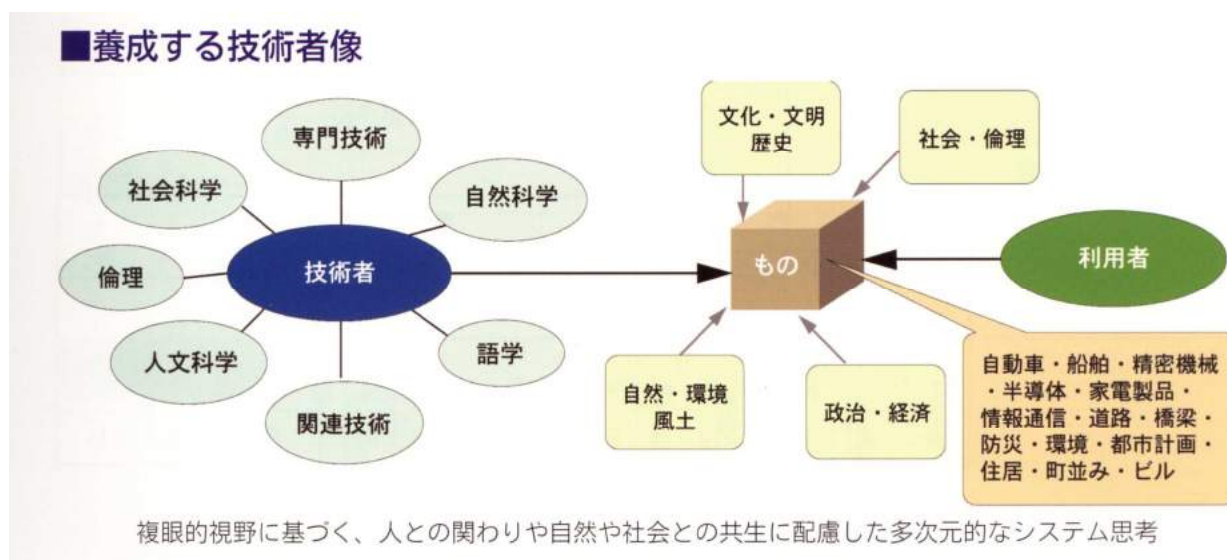 ■養成する技術者像
専門技術
社会科学
自然科学
倫理
技術者
人文科学
語学
関連技術
文化・文明
歴史
社会・倫理
もの
利用者
自然・環境
風土
政治・経済
自動車・船舶・精密機械
・半導体・家電製品・
情報通信・道路・橋梁・
防災・環境・都市計画・
住居・町並み・ビル
複眼的視野に基づく、人との関わりや自然や社会との共生に配慮した多次元的なシステム思考